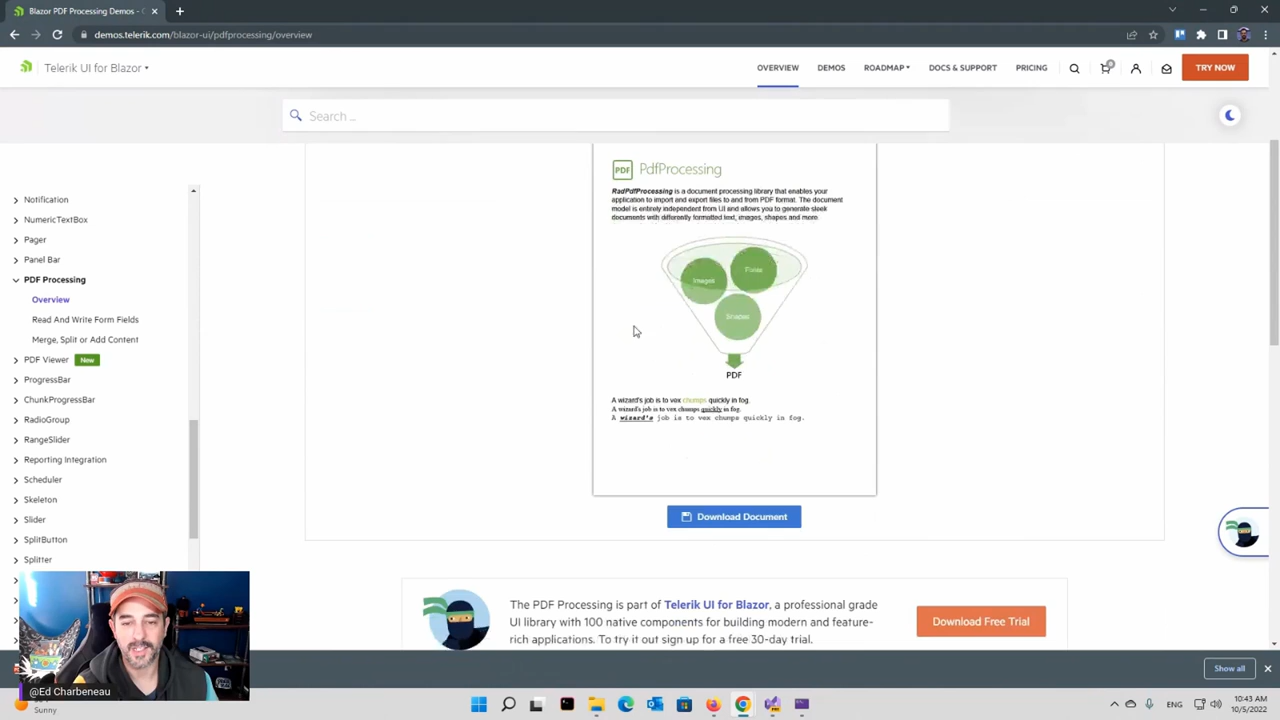 Blazor PDF Processing Demos - C
demos.telerik.com/blazor-ui/pdfprocessing/overview
Telerik UI for Blazor
OVERVIEW
DEMOS
ROADMAP
DOCS & SUPPORT
PRICING
0
TRY NOW
Search ...
Notification
NumericTextBox
Pager
Panel Bar
PDF Processing
Overview
Read And Write Form Fields
Merge, Split or Add Content
PDF Viewer New
ProgressBar
ChunkProgressBar
RadioGroup
RangeSlider
Reporting Integration
Scheduler
Skeleton
Slider
SplitButton
Splitter
PDF PdfProcessing
RadPdfProcessing is a document processing library that enables your
application to import and export files to and from PDF format. The document
model is entirely independent from UI and allows you to generate sleek
documents with differently formatted text, images, shapes and more.
Images
Fonts
Shapes
PDF
A wizard's job is to vex chumps quickly in fog.
A wizard's job is to vex chumps quickly in fog.
A wizard's job is to vex chumps quickly in fog.
Download Document
The PDF Processing is part of Telerik UI for Blazor, a professional grade
UI library with 100 native components for building modern and feature-
rich applications. To try it out sign up for a free 30-day trial.
Download Free Trial
@Ed Charbeneau
Show all
Sunny
ENG
10:43 AM
10/5/2022